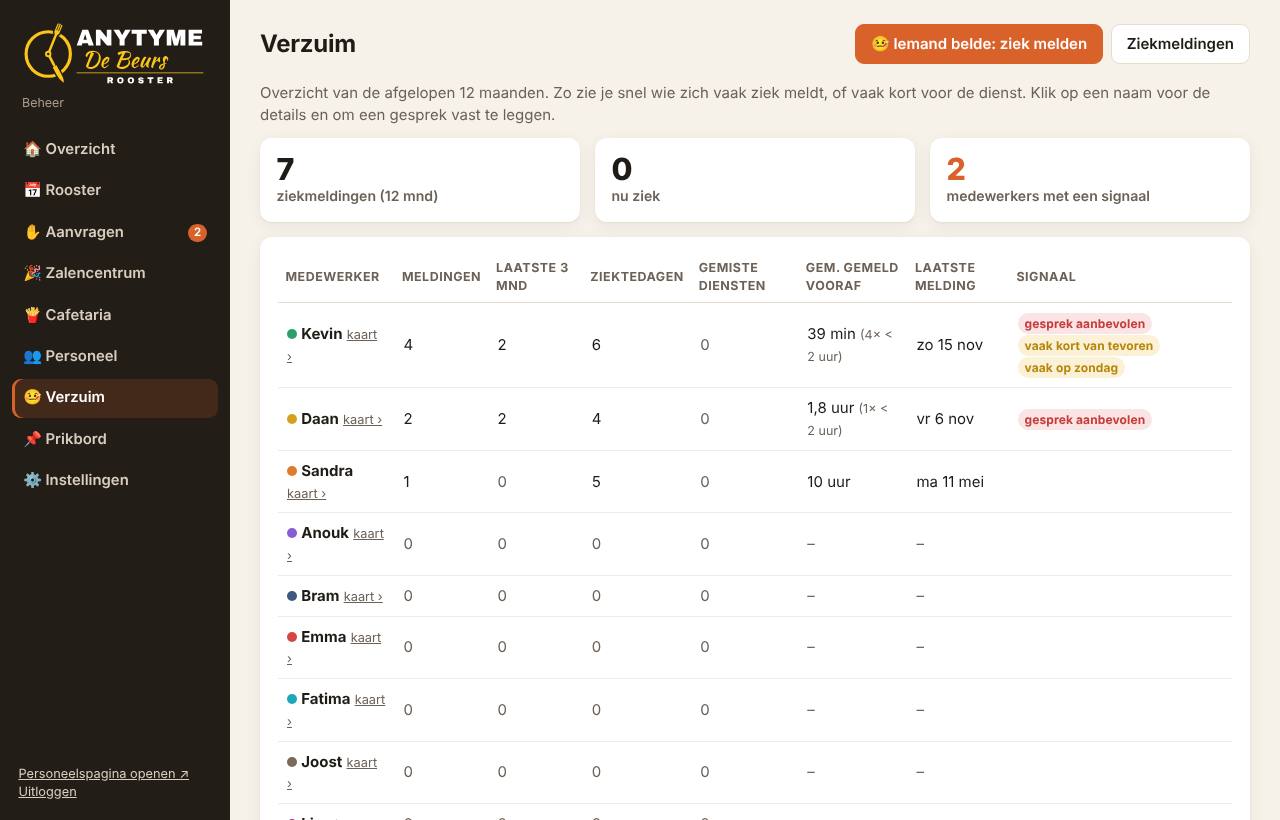 ANYTYME
De Beurs
ROOSTER
Beheer
🏠 Overzicht
📅 Rooster
✋ Aanvragen 2
🎉 Zalencentrum
🍟 Cafetaria
👥 Personeel
🤒 Verzuim
📌 Prikbord
⚙️ Instellingen
Personeelspagina openen ↗
Uitloggen
Verzuim
🤒 Iemand belde: ziek melden
Ziekmeldingen
Overzicht van de afgelopen 12 maanden. Zo zie je snel wie zich vaak ziek meldt, of vaak kort voor de dienst. Klik op een naam voor de
details en om een gesprek vast te leggen.
7
ziekmeldingen (12 mnd)
0
nu ziek
2
medewerkers met een signaal
MEDEWERKER MELDINGEN LAATSTE 3 MND ZIEKTEDAGEN GEMISTE DIENSTEN GEM. GEMELD VOORAF LAATSTE MELDING SIGNAAL
Kevin kaart › 4 2 6 0 39 min (4× < 2 uur) zo 15 nov gesprek aanbevolen
vaak kort van tevoren
vaak op zondag
Daan kaart › 2 2 4 0 1,8 uur (1× < 2 uur) vr 6 nov gesprek aanbevolen
Sandra kaart › 1 0 5 0 10 uur ma 11 mei
Anouk kaart › 0 0 0 0 – –
Bram kaart › 0 0 0 0 – –
Emma kaart › 0 0 0 0 – –
Fatima kaart › 0 0 0 0 – –
Joost kaart › 0 0 0 0 – –